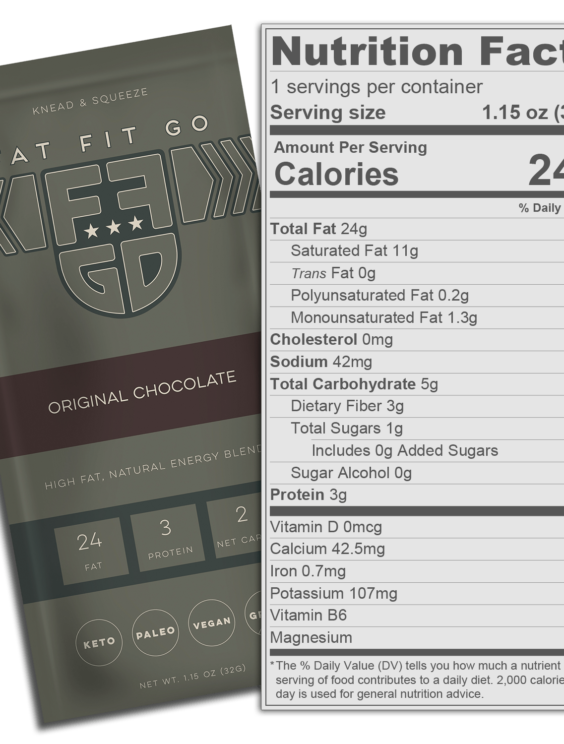 KNEAD & SQUEEZE
AT FIT GO
FF
GD
ORIGINAL CHOCOLATE
HIGH FAT, NATURAL ENERGY BLEND
24
FAT
3
PROTEIN
2
NET CAR
KETO
PALEO
VEGAN
NET WT. 1.15 OZ (32G)
Nutrition Fact
1 servings per container
Serving size 1.15 oz (3
Amount Per Serving
Calories 24
% Daily
Total Fat 24g
Saturated Fat 11g
Trans Fat 0g
Polyunsaturated Fat 0.2g
Monounsaturated Fat 1.3g
Cholesterol 0mg
Sodium 42mg
Total Carbohydrate 5g
Dietary Fiber 3g
Total Sugars 1g
Includes 0g Added Sugars
Sugar Alcohol 0g
Protein 3g
Vitamin D 0mcg
Calcium 42.5mg
Iron 0.7mg
Potassium 107mg
Vitamin B6
Magnesium
*The % Daily Value (DV) tells you how much a nutrient
serving of food contributes to a daily diet. 2,000 calorie
day is used for general nutrition advice.